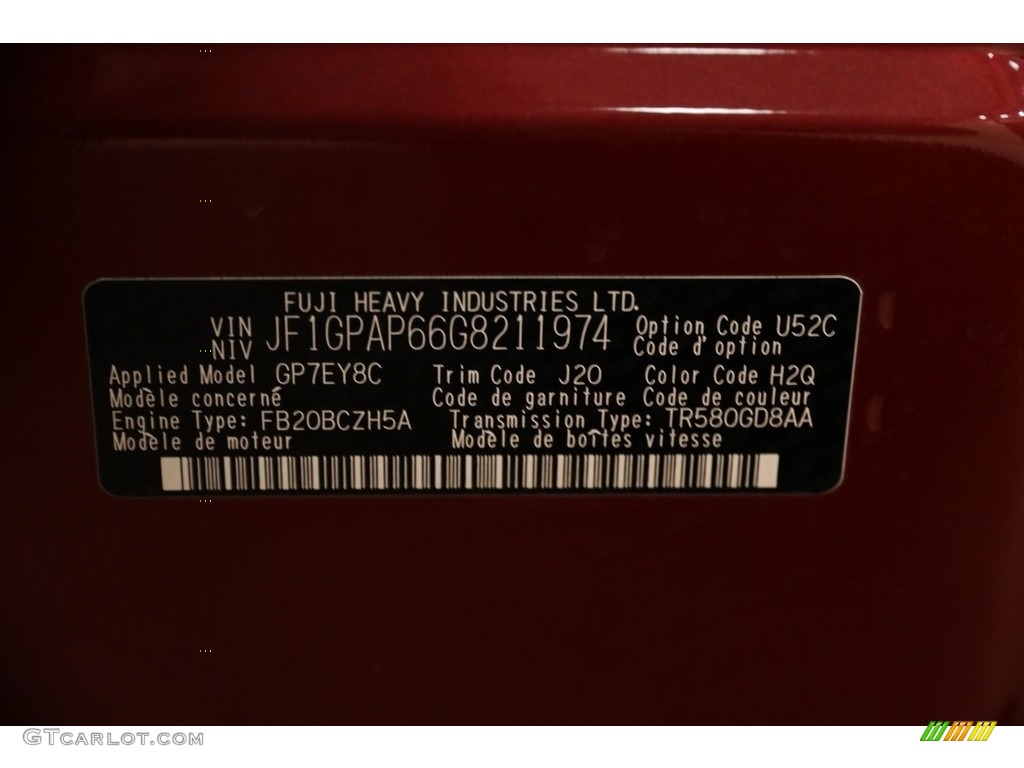 FUJI HEAVY INDUSTRIES LTD.
VIN JF1GPAP66G8211974 Option Code U52C
NIV Code d'option
Applied Model GP7EY8C Trim Code J20 Color Code H2Q
Modèle concerné Code de garniture Code de couleur
Engine Type: FB20BCZH5A Transmission Type: TR580GD8AA
Modèle de moteur Modèle de boîtes vitesse
GTCARLOT.COM